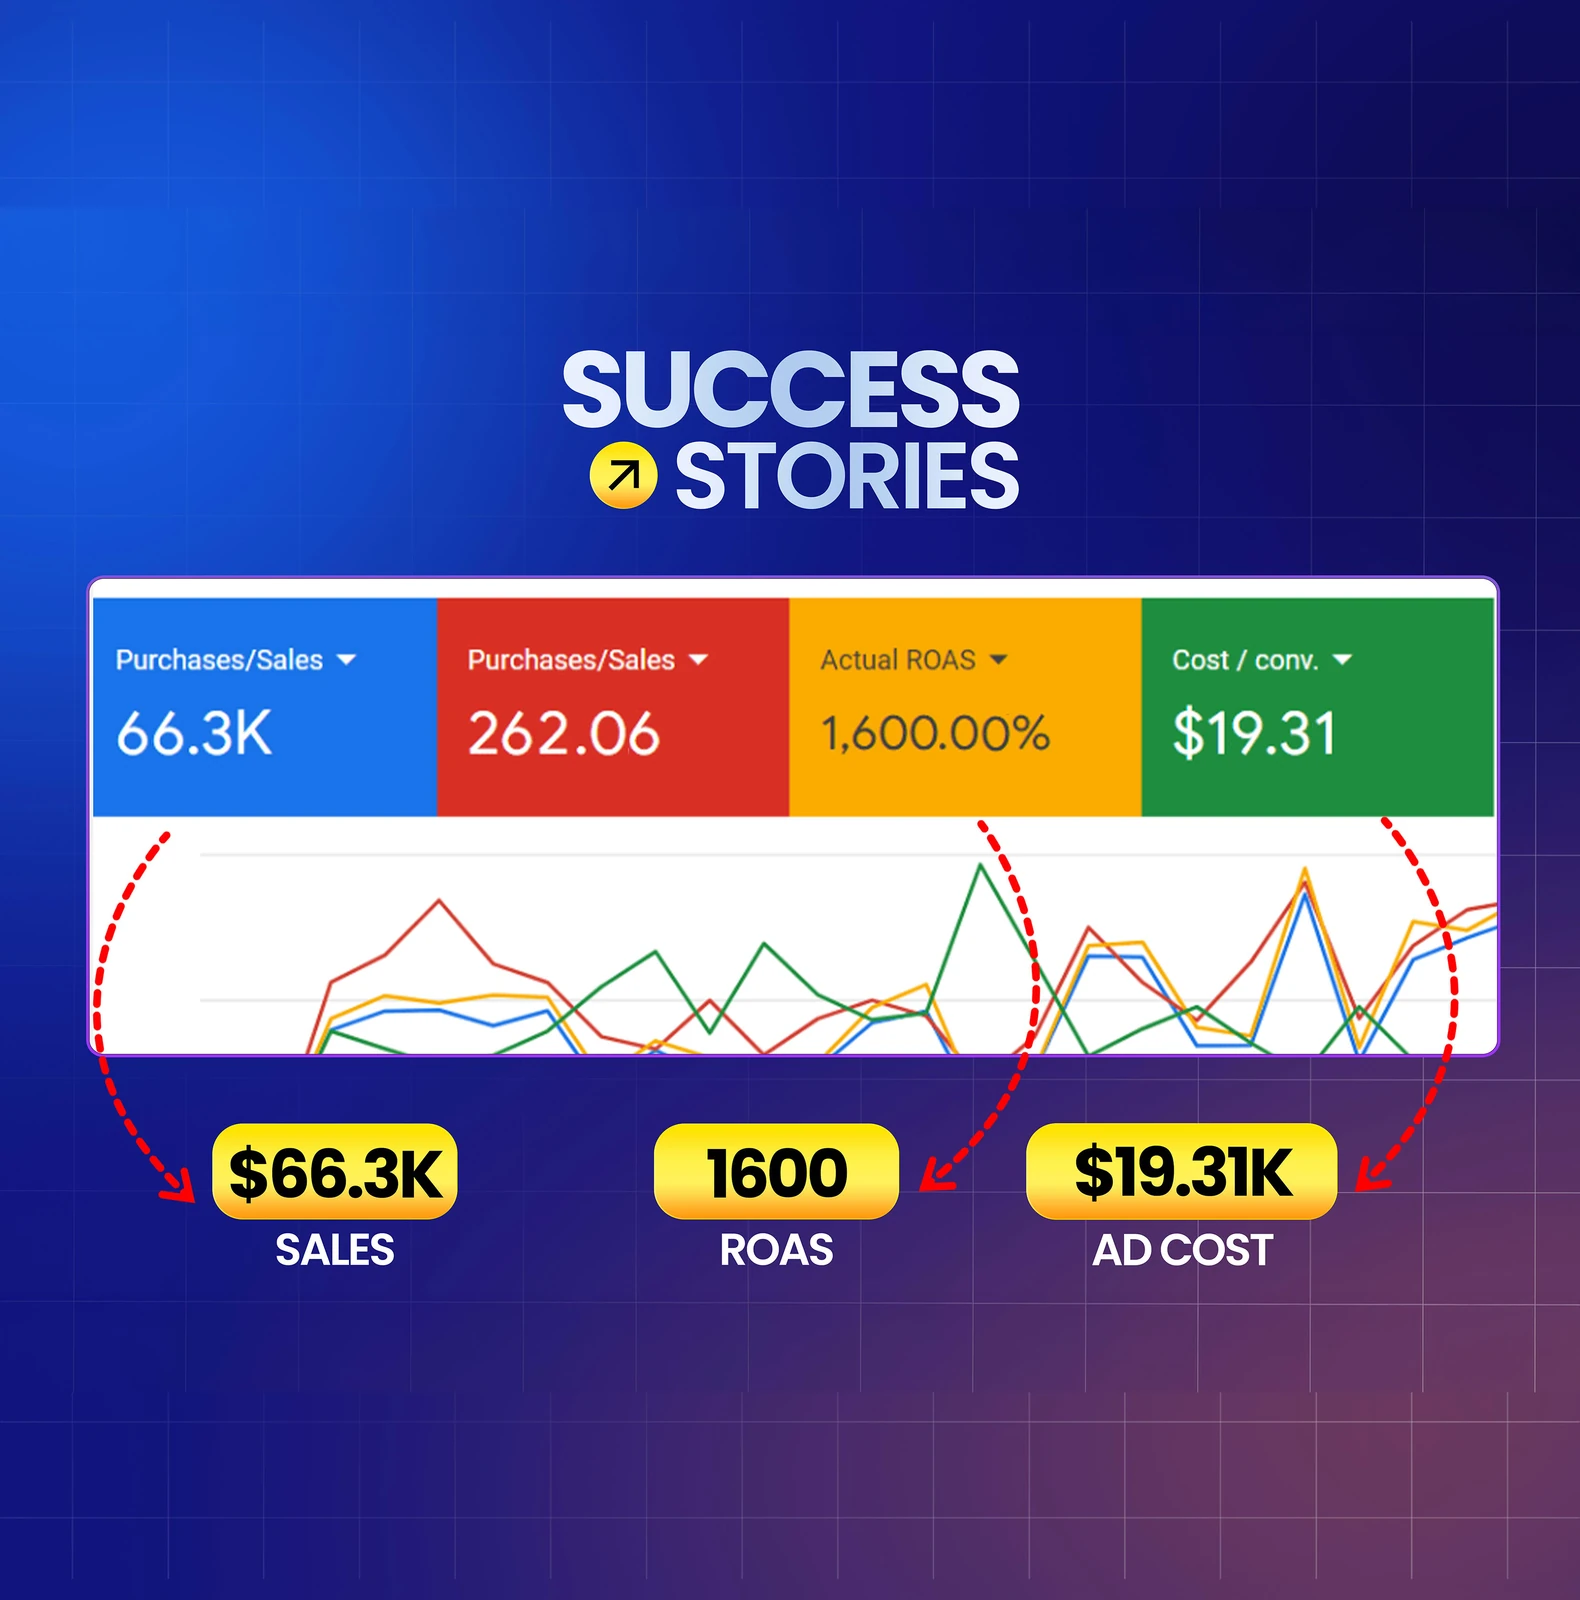 SUCCESS
STORIES
Purchases/Sales
66.3K
Purchases/Sales
262.06
Actual ROAS
1,600.00%
Cost / conv.
$19.31
$66.3K
SALES
1600
ROAS
$19.31K
AD COST